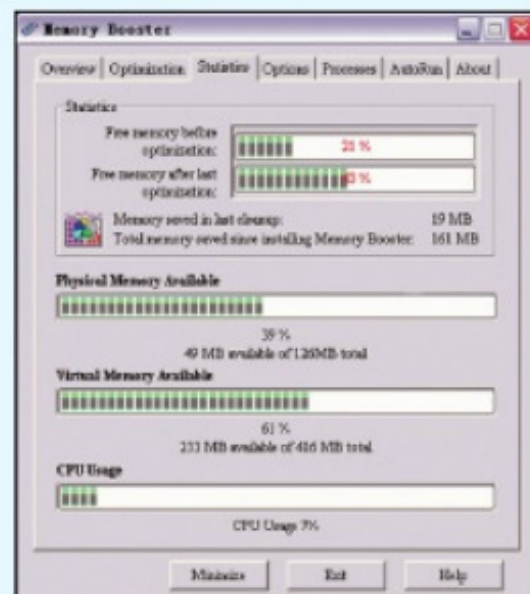 Memory Booster
Overview Optimization Statistics Options Processes AutoRun About
Statistics
Free memory before
optimization:
21 %
Free memory after last
optimization:
3 %
Memory saved in last cleanup: 19 MB
Total memory saved since installing Memory Booster: 161 MB
Physical Memory Available
39 %
49 MB available of 126MB total
Virtual Memory Available
61 %
MB available of MB total
CPU Usage
CPU Usage 7%
Minimize Exit Help